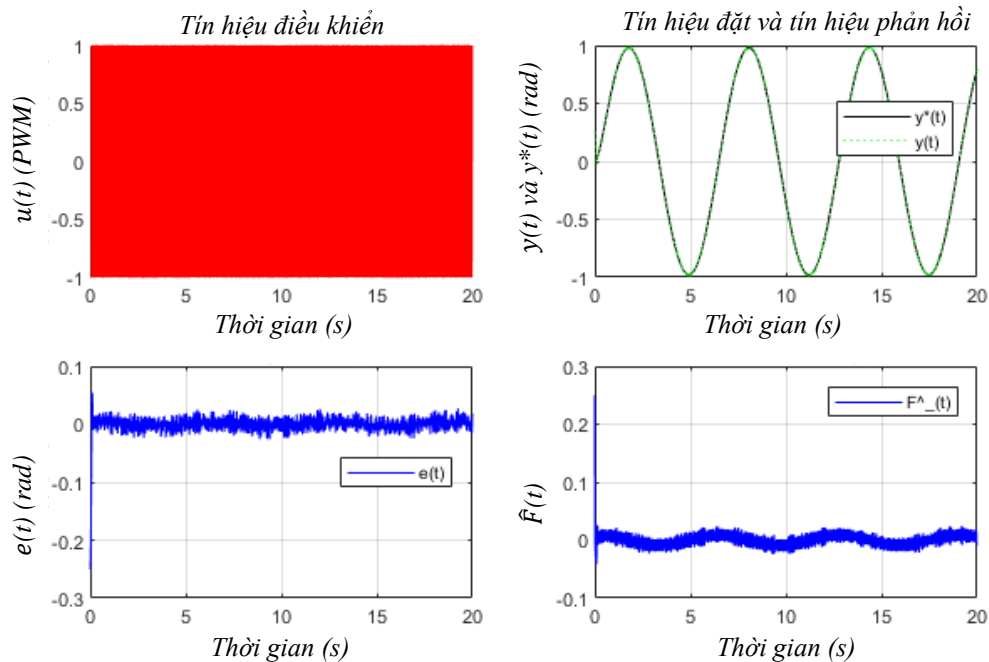 Tín hiệu điều khiển
u(t) (PWM)
1
0.5
0
-0.5
-1
0 5 10 15 20
Thời gian (s)
Tín hiệu đặt và tín hiệu phản hồi
y(t) và y*(t) (rad)
1
0.5
0
-0.5
-1
y*(t)
y(t)
0 5 10 15 20
Thời gian (s)
e(t) (rad)
0.1
0
-0.1
-0.2
-0.3
e(t)
0 5 10 15 20
Thời gian (s)
F̂(t)
0.3
0.2
0.1
0
-0.1
F^_(t)
0 5 10 15 20
Thời gian (s)